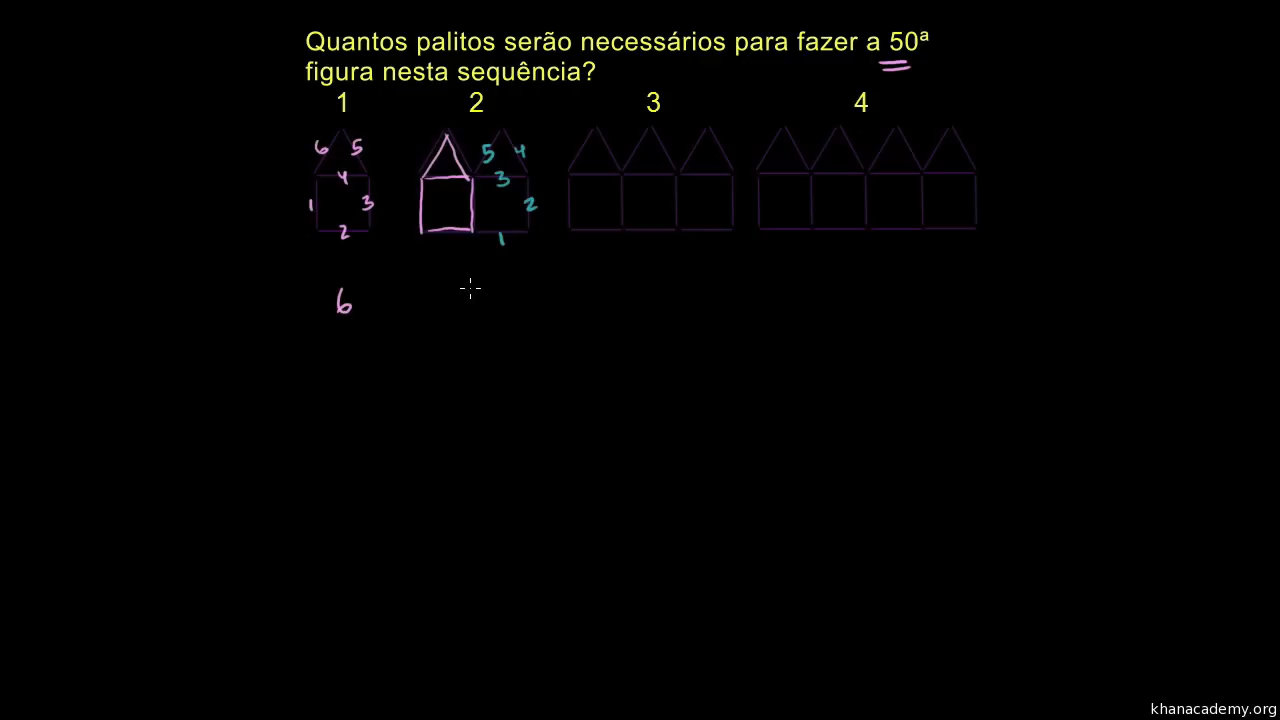 Quantos palitos serão necessários para fazer a 50ª
figura nesta sequência?
1 2 3 4
6 5 5 4
4 3
1 3 2
2 1
6
khanacademy.org